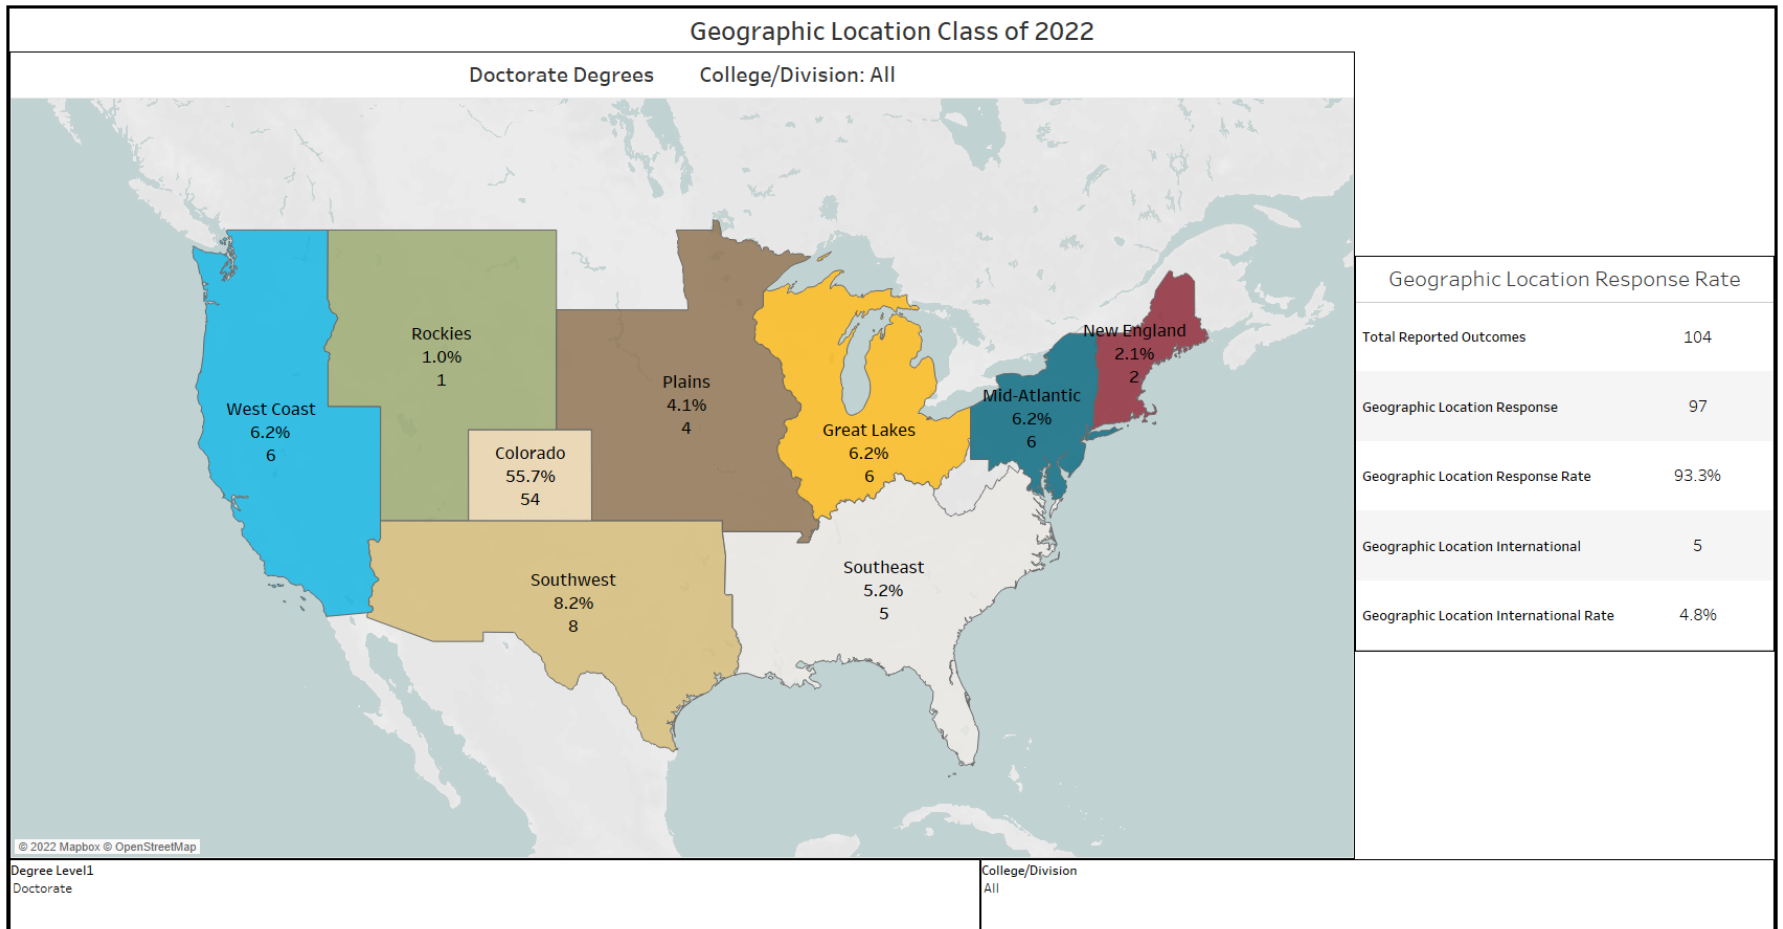 Geographic Location Class of 2022
Doctorate Degrees College/Division: All
Rockies
1.0%
1
West Coast
6.2%
6
Colorado
55.7%
54
Plains
4.1%
4
Great Lakes
6.2%
6
Mid-Atlantic
6.2%
6
New England
2.1%
2
Southwest
8.2%
8
Southeast
5.2%
5
© 2022 Mapbox © OpenStreetMap
Geographic Location Response Rate
Total Reported Outcomes 104
Geographic Location Response 97
Geographic Location Response Rate 93.3%
Geographic Location International 5
Geographic Location International Rate 4.8%
Degree Level1
Doctorate
College/Division
All